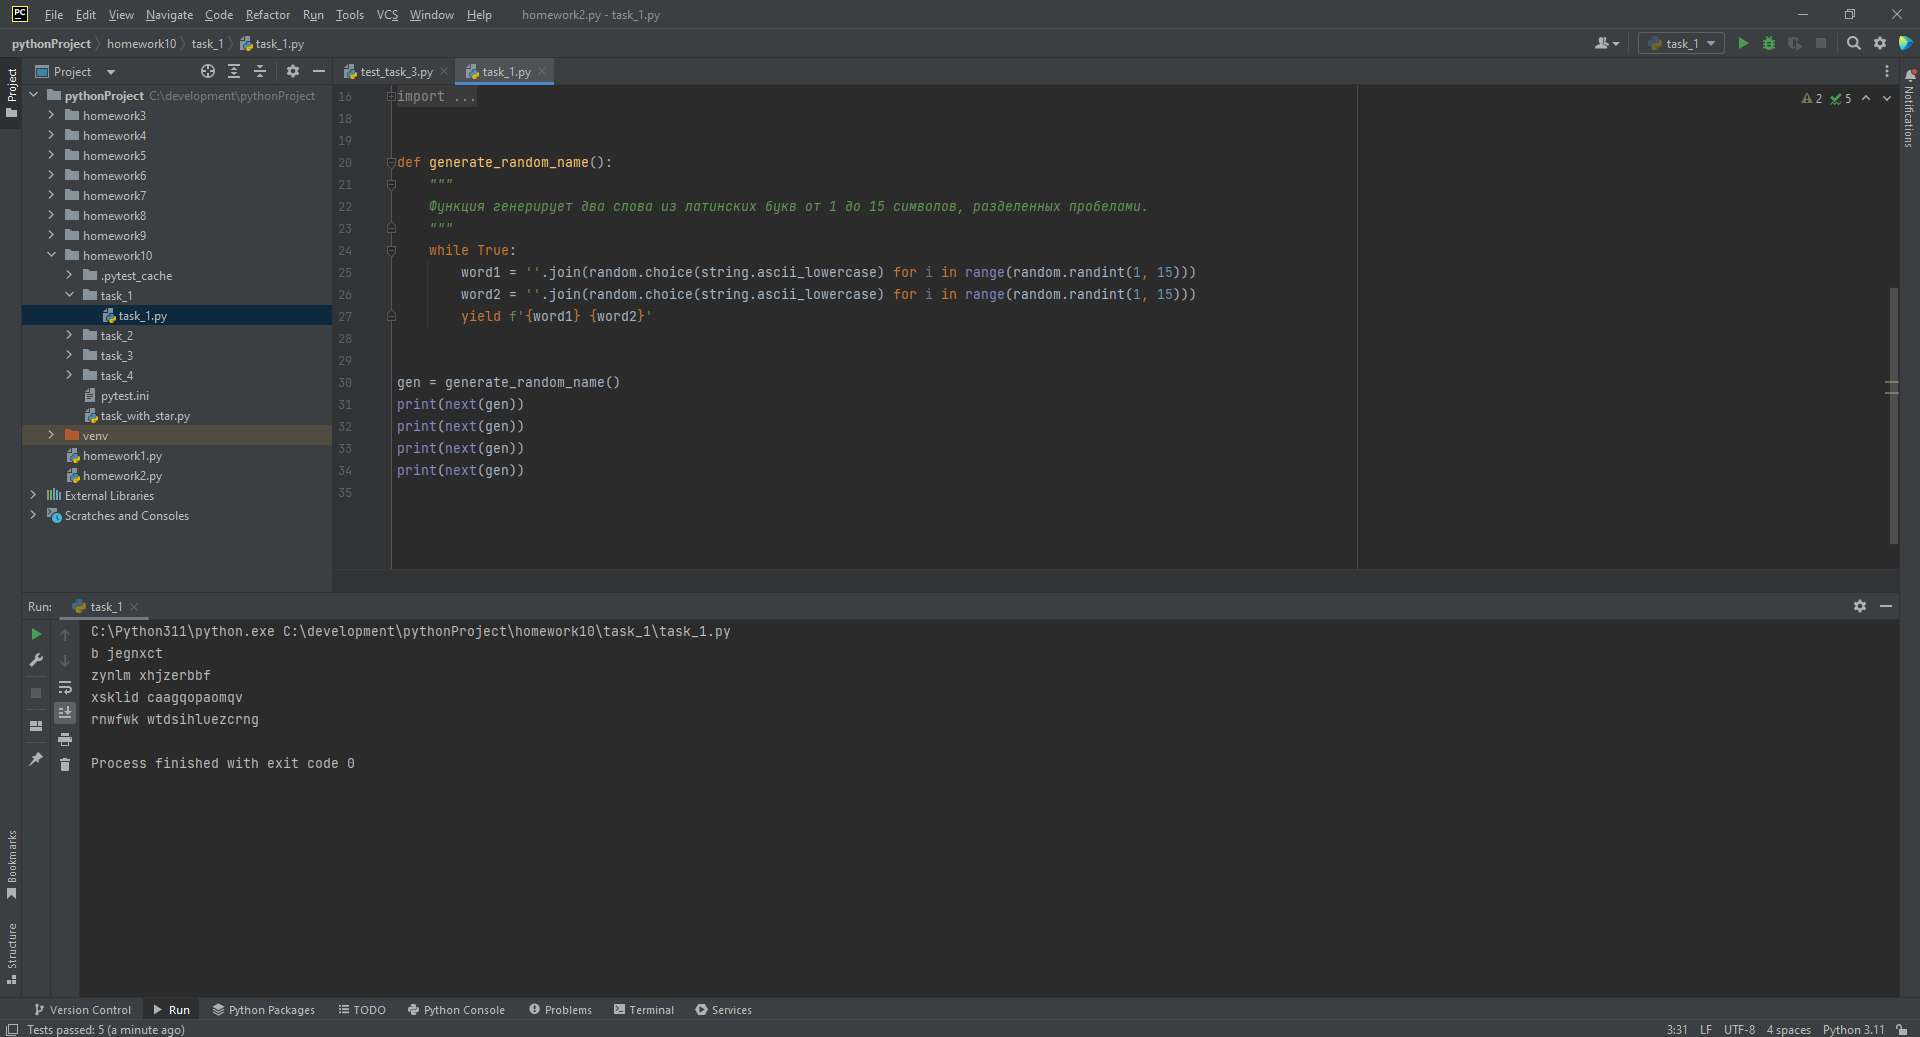 PC File Edit View Navigate Code Refactor Run Tools VCS Window Help homework2.py - task_1.py
pythonProject homework10 task_1 task_1.py task_1
Project test_task_3.py task_1.py
Project
pythonProject C:\development\pythonProject
homework3
homework4
homework5
homework6
homework7
homework8
homework9
homework10
.pytest_cache
task_1
task_1.py
task_2
task_3
task_4
pytest.ini
task_with_star.py
venv
homework1.py
homework2.py
External Libraries
Scratches and Consoles
2 5
Notifications
16 import ...
18
19
20 def generate_random_name():
21 """
22 Функция генерирует два слова из латинских букв от 1 до 15 символов, разделенных пробелами.
23 """
24 while True:
25 word1 = ''.join(random.choice(string.ascii_lowercase) for i in range(random.randint(1, 15)))
26 word2 = ''.join(random.choice(string.ascii_lowercase) for i in range(random.randint(1, 15)))
27 yield f'{word1} {word2}'
28
29
30 gen = generate_random_name()
31 print(next(gen))
32 print(next(gen))
33 print(next(gen))
34 print(next(gen))
35
Run: task_1
C:\Python311\python.exe C:\development\pythonProject\homework10\task_1\task_1.py
b jegnxct
zynlm xhjzerbbf
xsklid caagqopaomqv
rnwfwk wtdsihluezcrng
Process finished with exit code 0
Bookmarks
Structure
Version Control Run Python Packages TODO Python Console Problems Terminal Services
Tests passed: 5 (a minute ago) 3:31 LF UTF-8 4 spaces Python 3.11